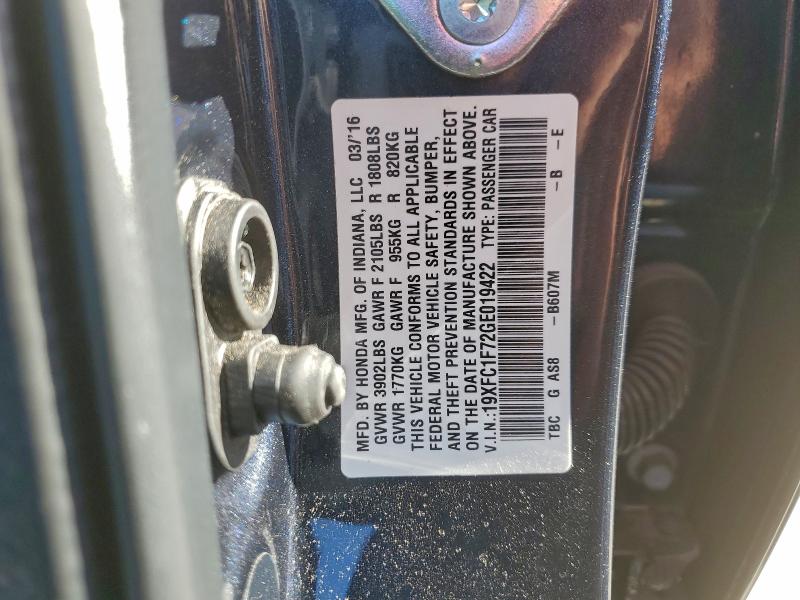 MFD. BY HONDA MFG. OF INDIANA, LLC 03/'16
GVWR 3902LBS GAWR F 2105LBS R 1808LBS
GVWR 1770KG GAWR F 955KG R 820KG
THIS VEHICLE CONFORMS TO ALL APPLICABLE
FEDERAL MOTOR VEHICLE SAFETY, BUMPER,
AND THEFT PREVENTION STANDARDS IN EFFECT
ON THE DATE OF MANUFACTURE SHOWN ABOVE.
V.I.N.:19XFC1F72GE019422 TYPE: PASSENGER CAR
TBC G AS8 -B607M -B -E